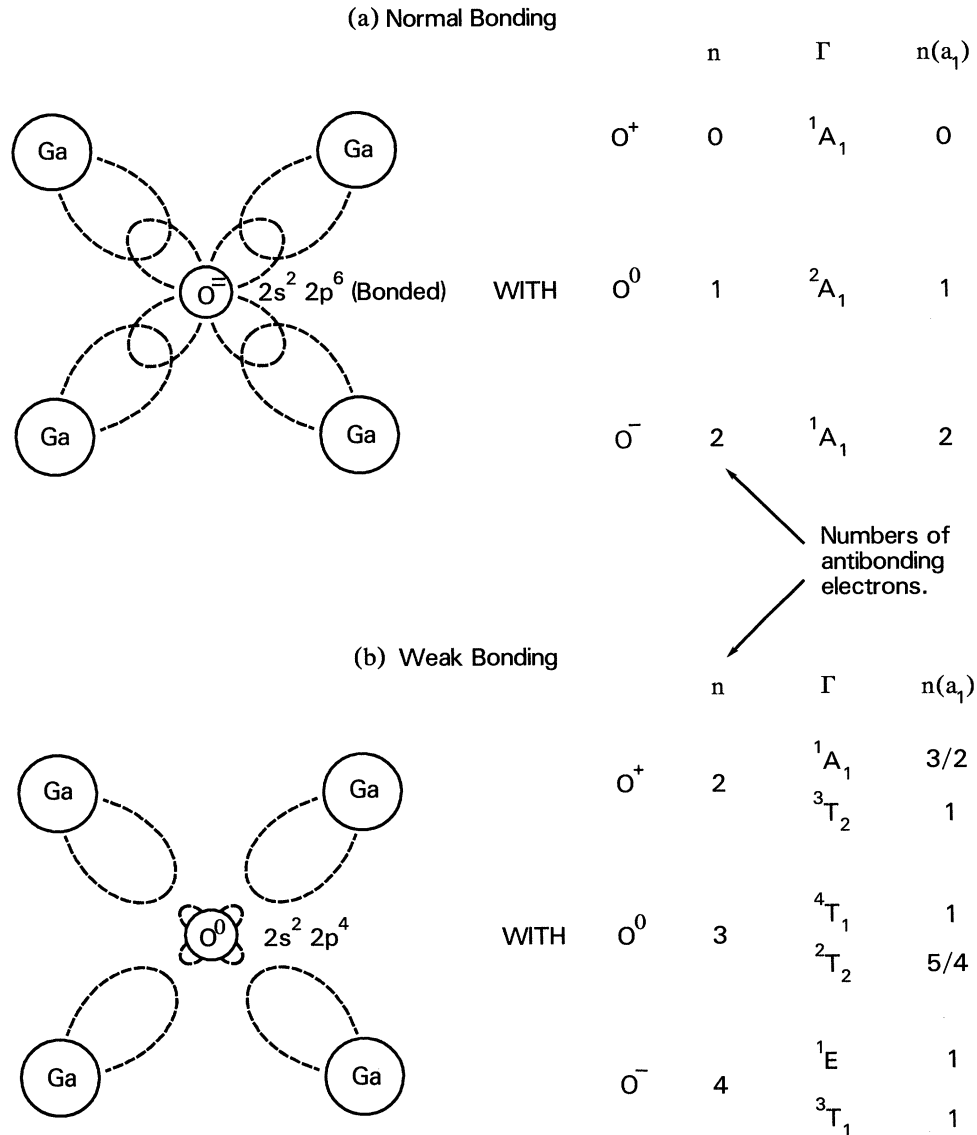 (a) Normal Bonding
n Γ n(a₁)
Ga Ga O⁺ 0 ¹A₁ 0
O⁼ 2s² 2p⁶ (Bonded) WITH O⁰ 1 ²A₁ 1
Ga Ga O⁻ 2 ¹A₁ 2
Numbers of
antibonding
electrons.
(b) Weak Bonding
n Γ n(a₁)
Ga Ga O⁺ 2 ¹A₁ 3/2
³T₂ 1
O⁰ 2s² 2p⁴ WITH O⁰ 3 ⁴T₁ 1
²T₂ 5/4
Ga Ga O⁻ 4 ¹E 1
³T₁ 1